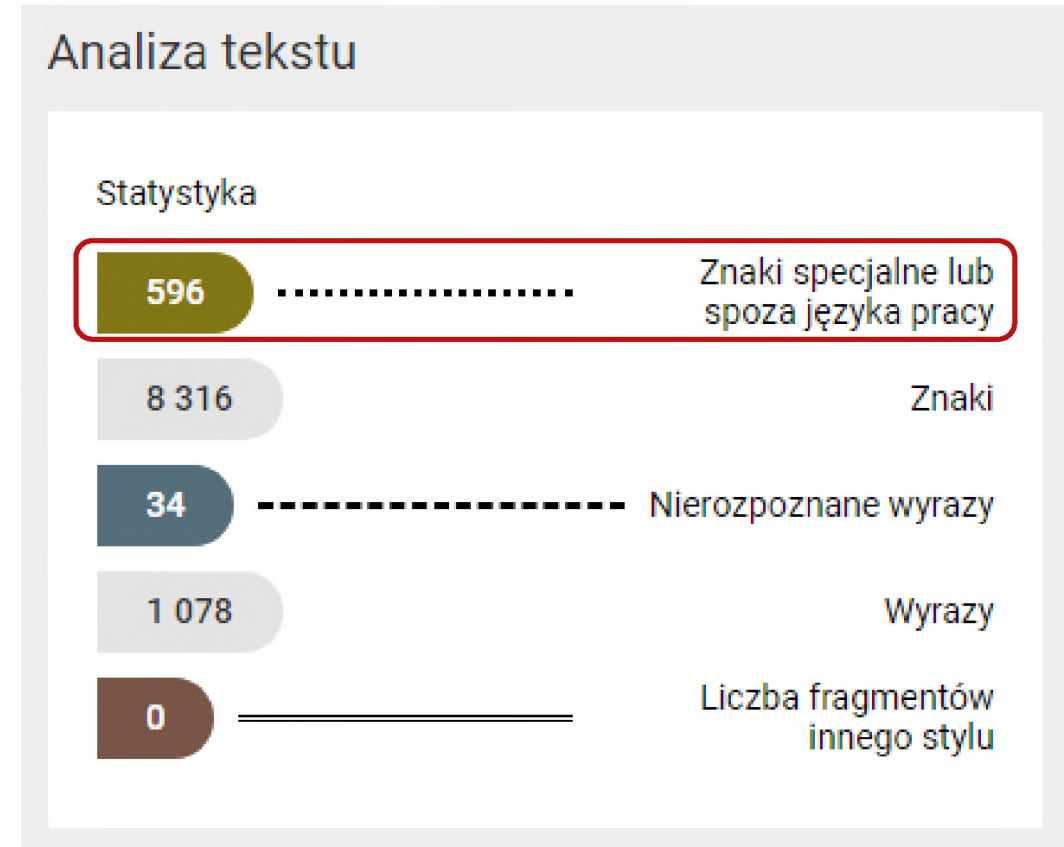 Analiza tekstu
Statystyka
596 Znaki specjalne lub
spoza języka pracy
8 316 Znaki
34 Nierozpoznane wyrazy
1 078 Wyrazy
0 Liczba fragmentów
innego stylu